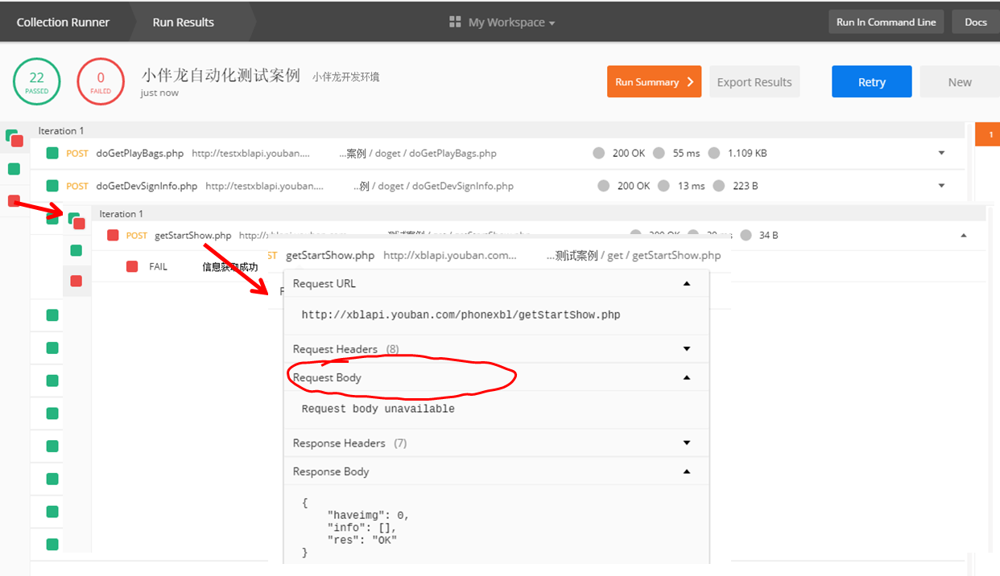 Collection Runner Run Results My Workspace Run In Command Line Docs
22 PASSED 0 FAILED 小伴龙自动化测试案例 小伴龙开发环境 Run Summary Export Results Retry New
just now
Iteration 1
1
POST doGetPlayBags.php http://testxblapi.youban.... ...案例 / doget / doGetPlayBags.php 200 OK 55 ms 1.109 KB
POST doGetDevSignInfo.php http://testxblapi.youban.... ...例 / doget / doGetDevSignInfo.php 200 OK 13 ms 223 B
Iteration 1
POST getStartShow.php 34 B
FAIL 信息获取成功
ST getStartShow.php http://xblapi.youban.com... ...测试案例 / get / getStartShow.php
Request URL
http://xblapi.youban.com/phonexbl/getStartShow.php
Request Headers (8)
Request Body
Request body unavailable
Response Headers (7)
Response Body
{
"haveimg": 0,
"info": [],
"res": "OK"
}